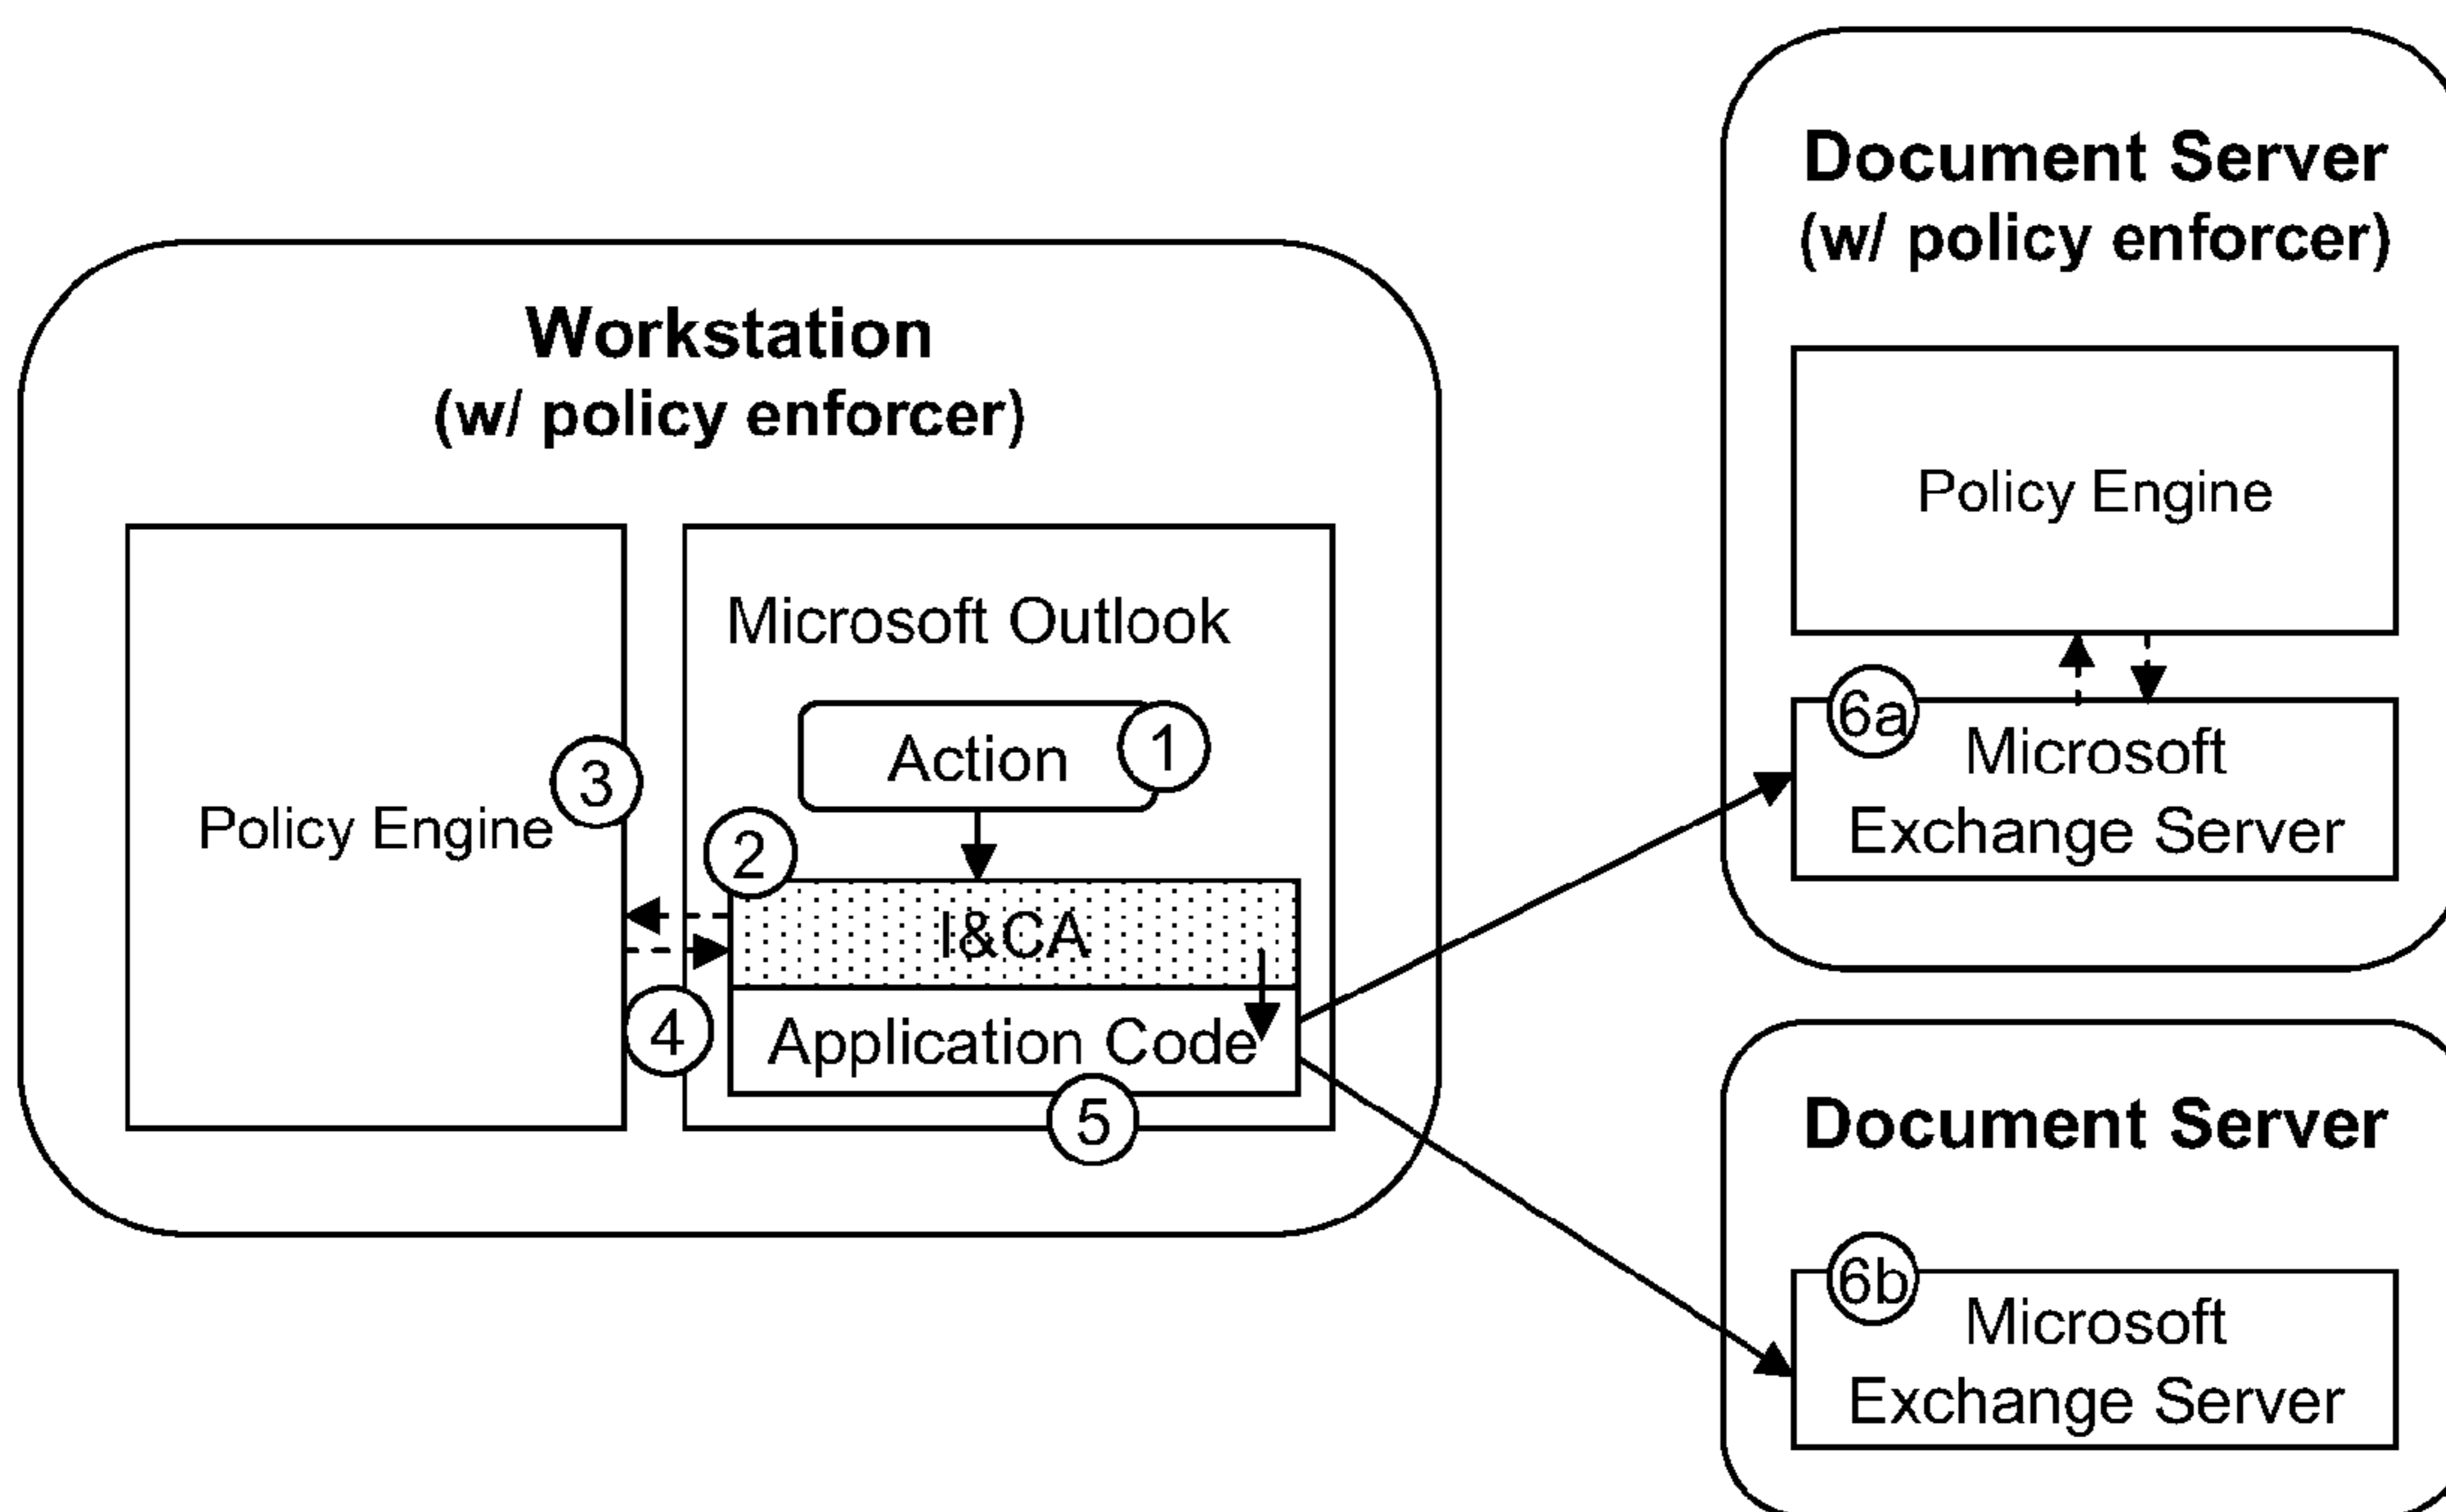 Workstation
(w/ policy enforcer)
Policy Engine
3
Microsoft Outlook
Action
1
2
I&CA
4
Application Code
5
Document Server
(w/ policy enforcer)
Policy Engine
6a
Microsoft
Exchange Server
Document Server
6b
Microsoft
Exchange Server